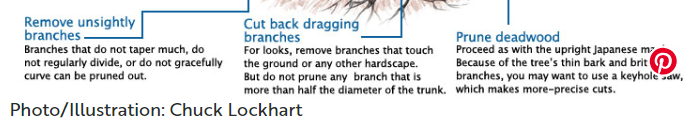 Remove unsightly
branches
Branches that do not taper much, do
not regularly divide, or do not gracefully
curve can be pruned out.
Cut back dragging
branches
For looks, remove branches that touch
the ground or any other hardscape.
But do not prune any branch that is
more than half the diameter of the trunk.
Prune deadwood
Proceed as with the upright Japanese
Because of the tree's thin bark and
branches, you may want to use a keyhole saw,
which makes more-precise cuts.
Photo/Illustration: Chuck Lockhart